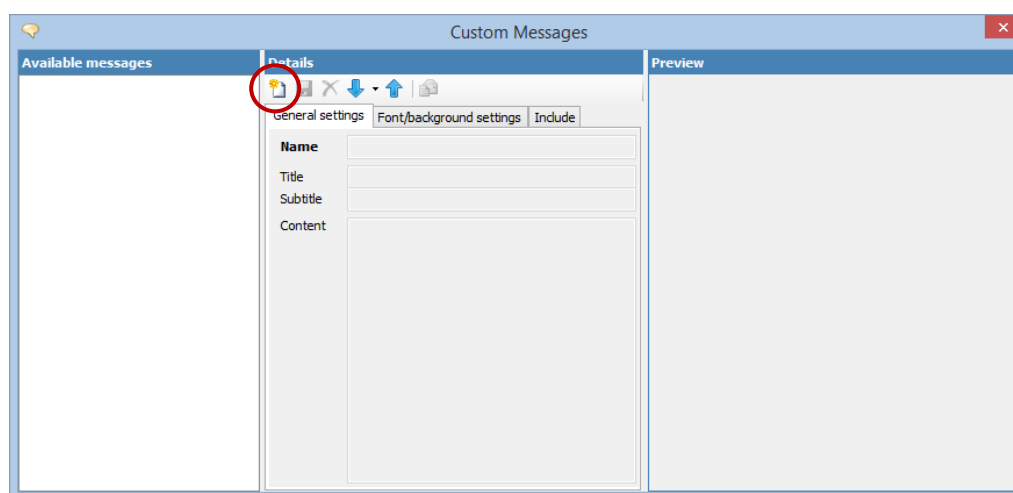 Custom Messages
Available messages
Details
Preview
General settings
Font/background settings
Include
Name
Title
Subtitle
Content